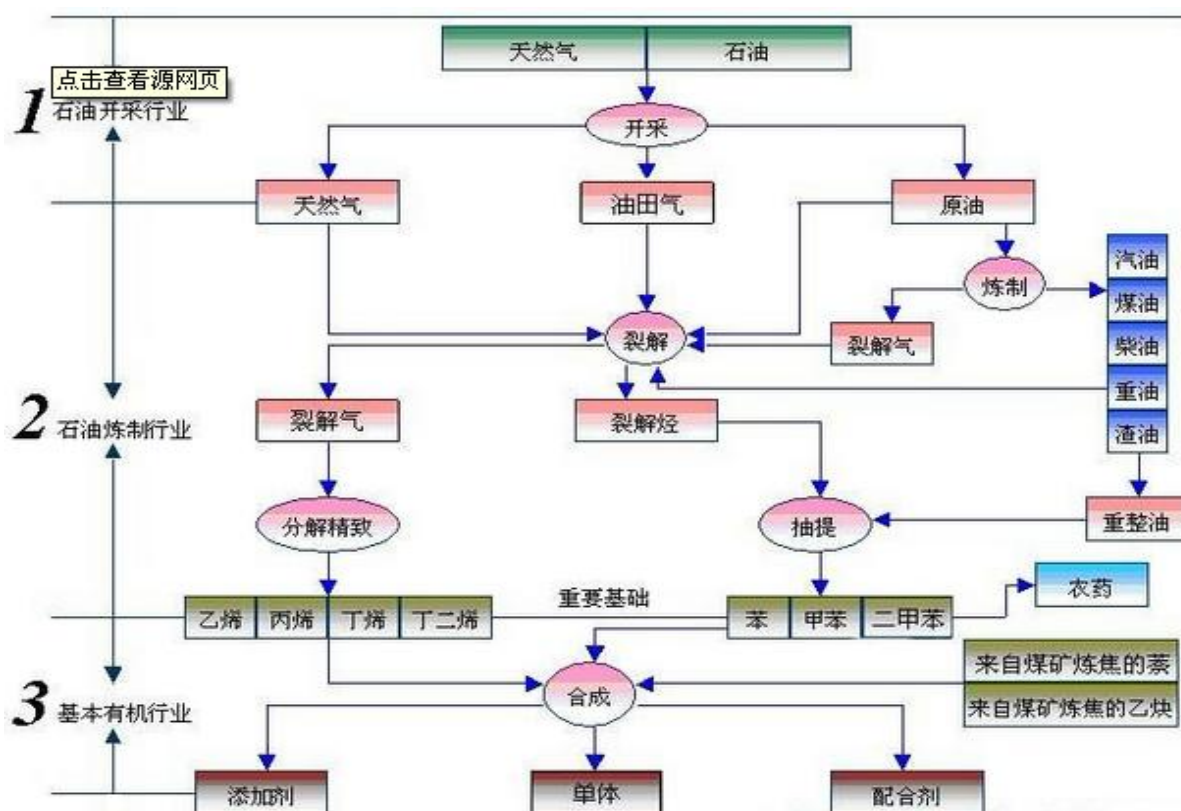 天然气
石油
点击查看源网页
1
石油开采行业
开采
天然气
油田气
原油
汽油
炼制
煤油
裂解
裂解气
柴油
重油
裂解气
裂解烃
2
石油炼制行业
渣油
分解精致
抽提
重整油
农药
重要基础
乙烯
丙烯
丁烯
丁二烯
苯
甲苯
二甲苯
来自煤矿炼焦的萘
合成
3
基本有机行业
来自煤矿炼焦的乙炔
添加剂
单体
配合剂